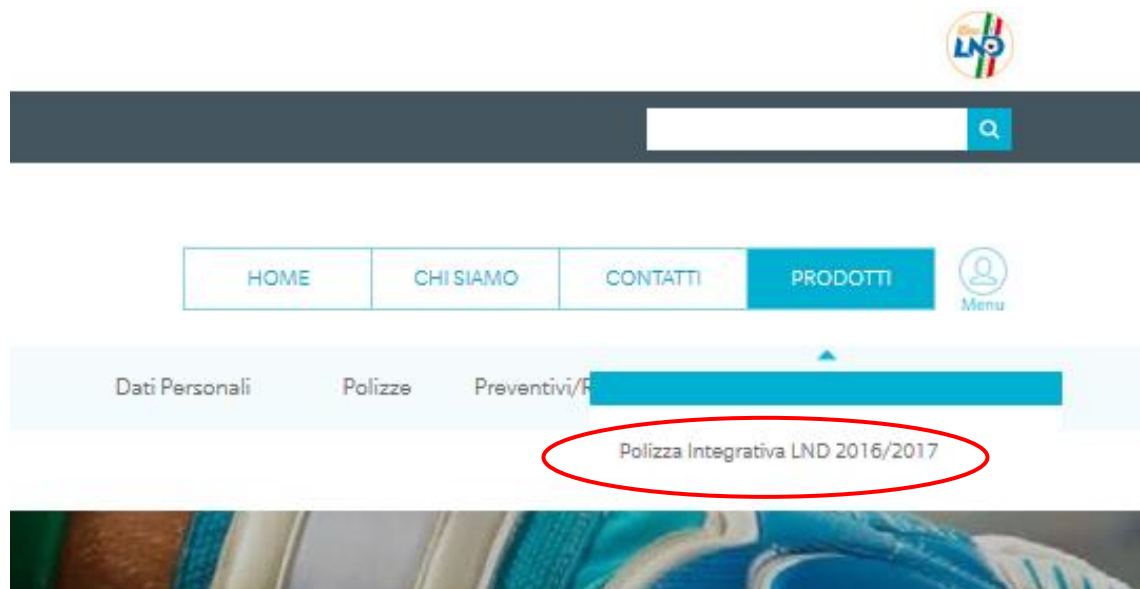 LND
HOME CHI SIAMO CONTATTI PRODOTTI
Menu
Dati Personali Polizze Preventivi/
Polizza Integrativa LND 2016/2017